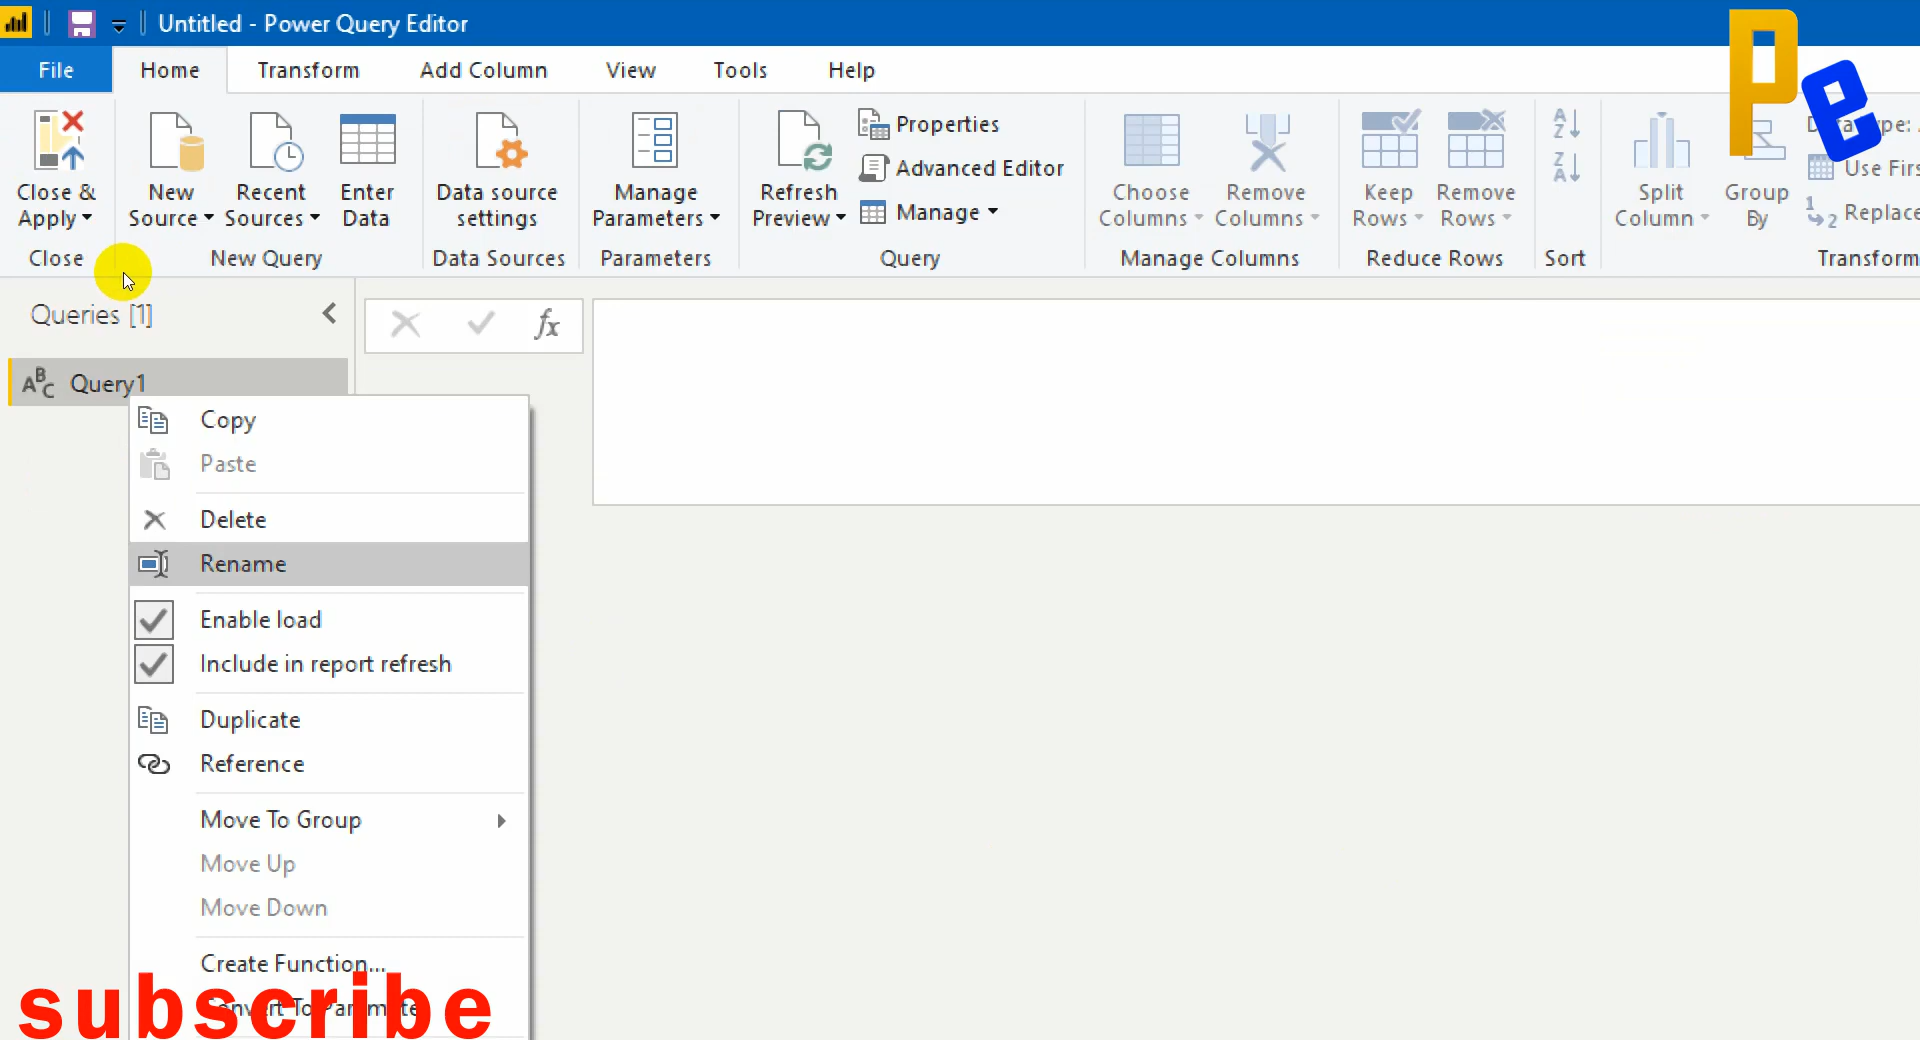 Untitled - Power Query Editor
File Home Transform Add Column View Tools Help
Close & Apply
New Source
Recent Sources
Enter Data
Data source settings
Manage Parameters
Refresh Preview
Properties
Advanced Editor
Manage
Choose Columns
Remove Columns
Keep Rows
Remove Rows
Split Column
Group By
Use Firs
Replace
Close New Query Data Sources Parameters Query Manage Columns Reduce Rows Sort Transform
Pe
Queries [1]
fx
ABC Query1
Copy
Paste
Delete
Rename
Enable load
Include in report refresh
Duplicate
Reference
Move To Group
Move Up
Move Down
Create Function...
subscribe